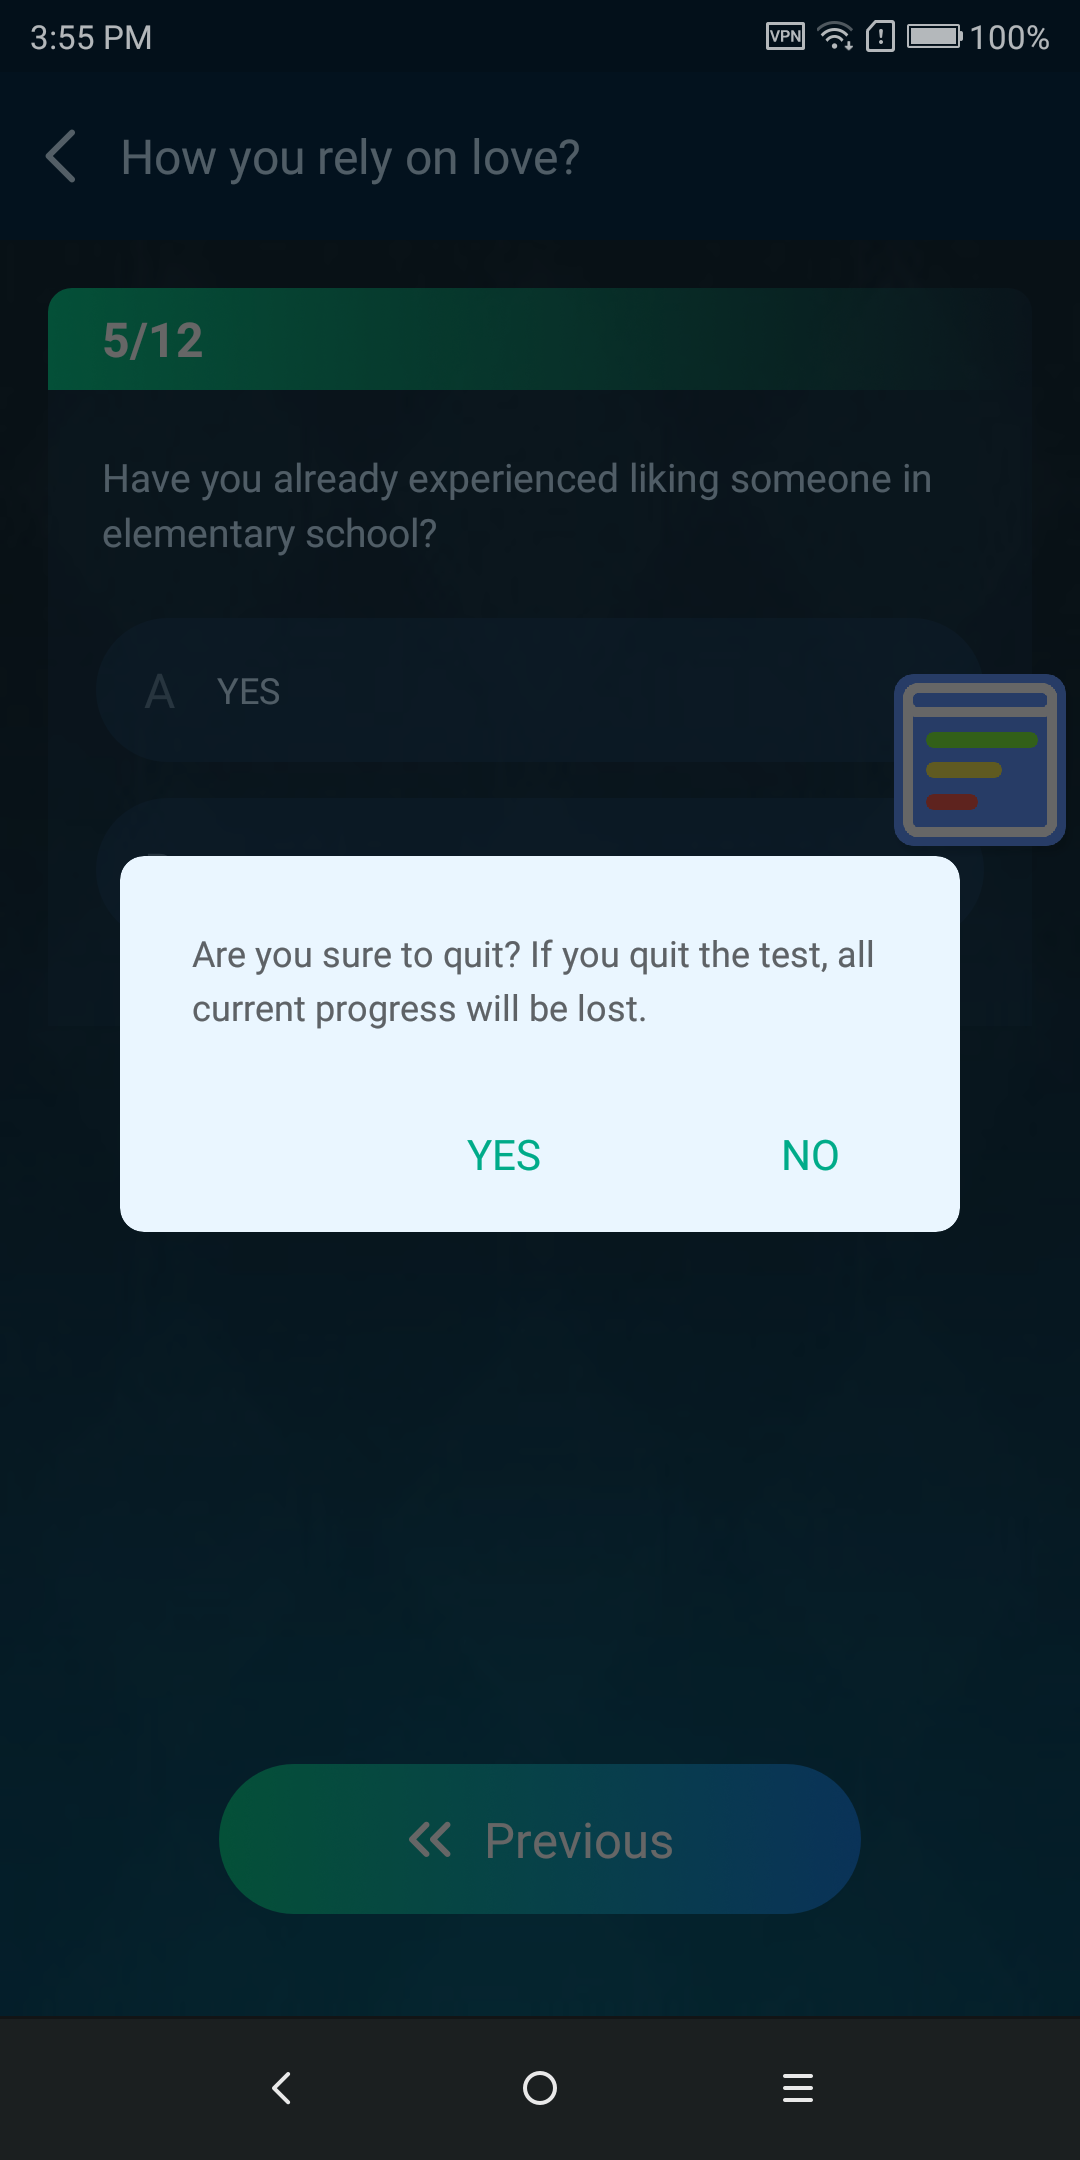 3:55 PM
VPN
100%
How you rely on love?
5/12
Have you already experienced liking someone in
elementary school?
A YES
Are you sure to quit? If you quit the test, all
current progress will be lost.
YES NO
Previous